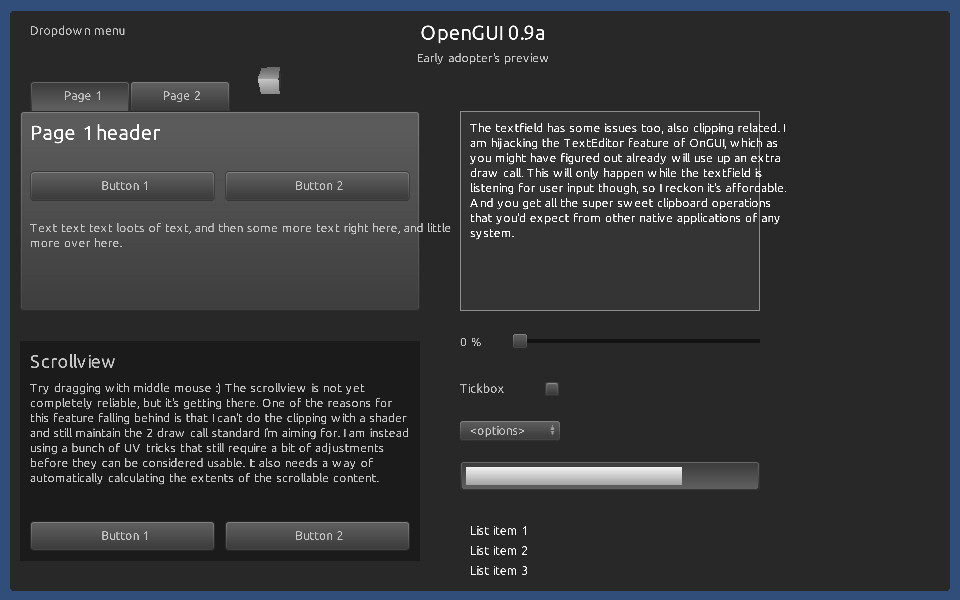 Dropdown menu
OpenGUI 0.9a
Early adopter's preview
Page 1
Page 2
Page 1 header
Button 1
Button 2
Text text text loots of text, and then some more text right here, and little
more over here.
The textfield has some issues too, also clipping related. I
am hijacking the TextEditor feature of OnGUI, which as
you might have figured out already will use up an extra
draw call. This will only happen while the textfield is
listening for user input though, so I reckon it's affordable.
And you get all the super sweet clipboard operations
that you'd expect from other native applications of any
system.
0 %
Tickbox
<options>
List item 1
List item 2
List item 3
Scrollview
Try dragging with middle mouse :) The scrollview is not yet
completely reliable, but it's getting there. One of the reasons for
this feature falling behind is that I can't do the clipping with a shader
and still maintain the 2 draw call standard I'm aiming for. I am instead
using a bunch of UV tricks that still require a bit of adjustments
before they can be considered usable. It also needs a way of
automatically calculating the extents of the scrollable content.
Button 1
Button 2